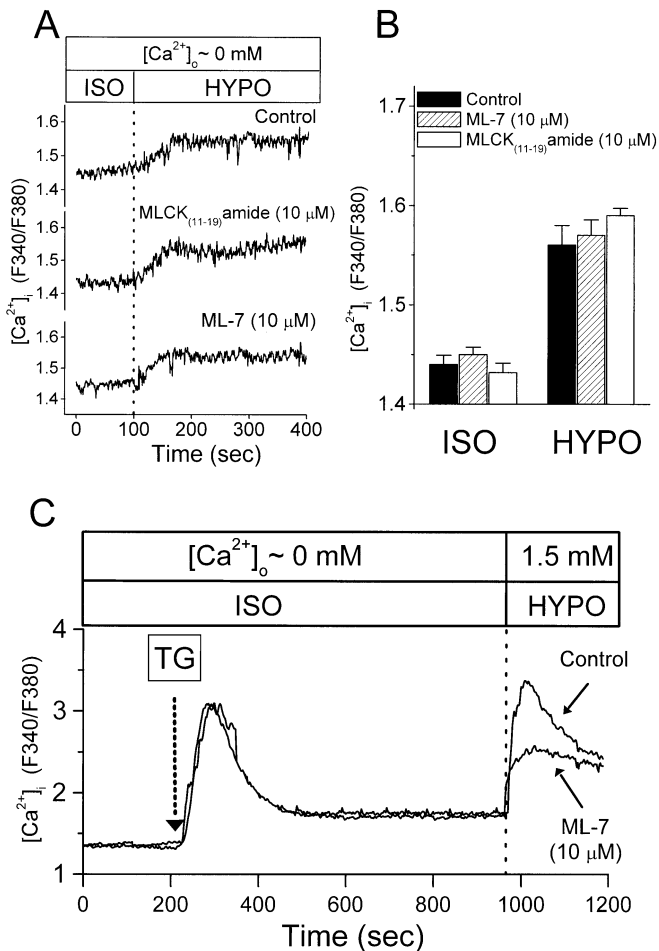 A
[Ca2+]o ~ 0 mM
ISO HYPO
Control
1.6
1.5
1.4
MLCK(11-19)amide (10 μM)
1.6
1.5
1.4
ML-7 (10 μM)
1.6
1.5
1.4
[Ca2+]i (F340/F380)
0 100 200 300 400
Time (sec)
B
Control
ML-7 (10 μM)
MLCK(11-19)amide (10 μM)
1.7
1.6
1.5
1.4
[Ca2+]i (F340/F380)
ISO HYPO
C
[Ca2+]o ~ 0 mM 1.5 mM
ISO HYPO
TG
Control
ML-7
(10 μM)
4
3
2
1
[Ca2+]i (F340/F380)
0 200 400 600 800 1000 1200
Time (sec)